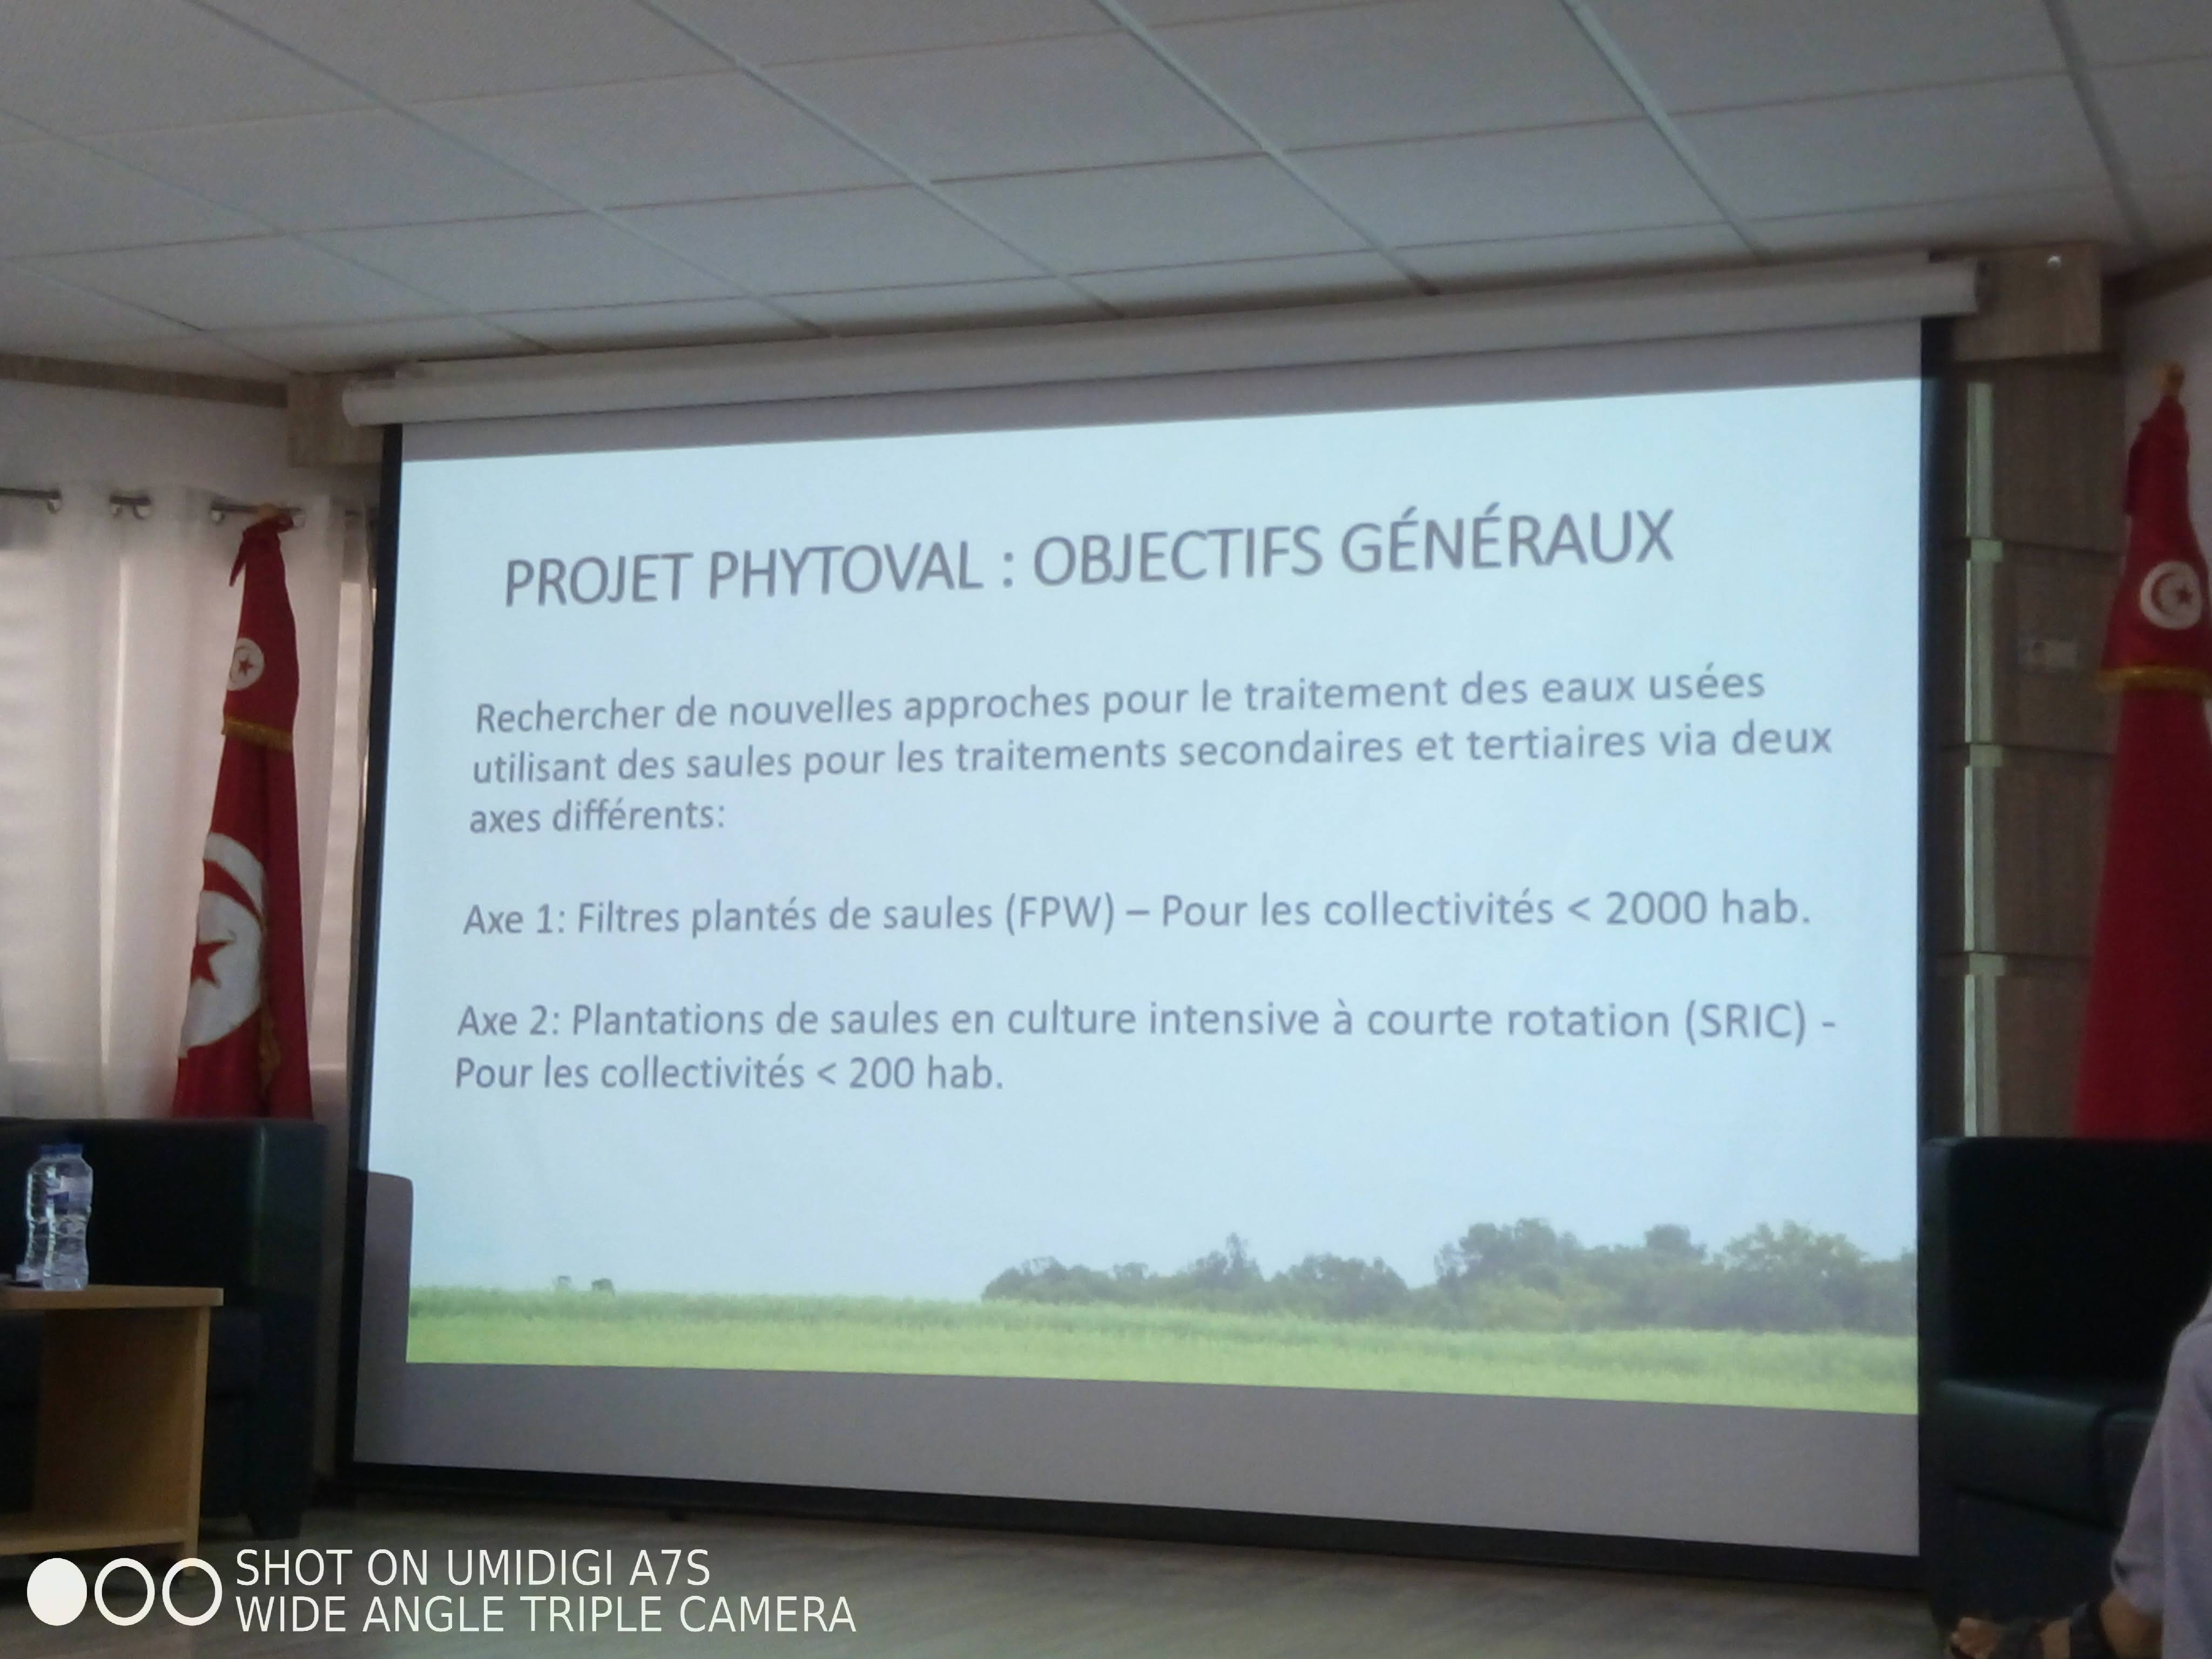 PROJET PHYTOVAL : OBJECTIFS GÉNÉRAUX
Rechercher de nouvelles approches pour le traitement des eaux usées
utilisant des saules pour les traitements secondaires et tertiaires via deux
axes différents:
Axe 1: Filtres plantés de saules (FPW) – Pour les collectivités < 2000 hab.
Axe 2: Plantations de saules en culture intensive à courte rotation (SRIC) -
Pour les collectivités < 200 hab.
SHOT ON UMIDIGI A7S
WIDE ANGLE TRIPLE CAMERA